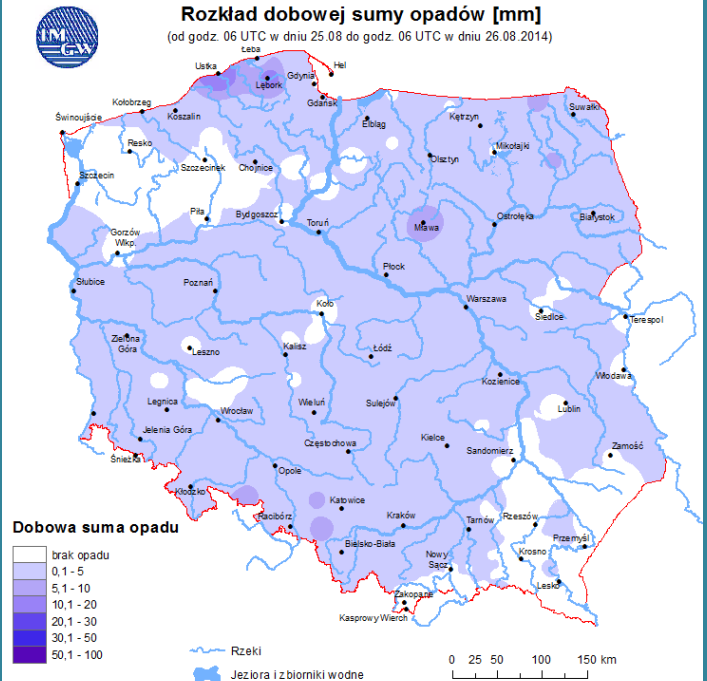 Rozkład dobowej sumy opadów [mm]
(od godz. 06 UTC w dniu 25.08 do godz. 06 UTC w dniu 26.08.2014)
IM
GW
Łeba
Ustka
Hel
Lębork
Gdynia
Gdańsk
Kołobrzeg
Koszalin
Świnoujście
Elbląg
Kętrzyn
Suwałki
Resko
Szczecinek
Chojnice
Olsztyn
Mikołajki
Szczecin
Piła
Bydgoszcz
Toruń
Mława
Ostrołęka
Białystok
Gorzów
Wlkp.
Płock
Słubice
Poznań
Koło
Warszawa
Siedlce
Terespol
Zielona
Góra
Leszno
Kalisz
Łódź
Kozienice
Włodawa
Legnica
Wrocław
Wieluń
Sulejów
Lublin
Jelenia Góra
Śnieżka
Częstochowa
Kielce
Sandomierz
Zamość
Opole
Kłodzko
Katowice
Racibórz
Kraków
Tarnów
Rzeszów
Przemyśl
Bielsko-Biała
Nowy
Sącz
Krosno
Lesko
Zakopane
Kasprowy Wierch
Dobowa suma opadu
brak opadu
0,1 - 5
5,1 - 10
10,1 - 20
20,1 - 30
30,1 - 50
50,1 - 100
Rzeki
Jeziora i zbiorniki wodne
0 25 50 100 150 km